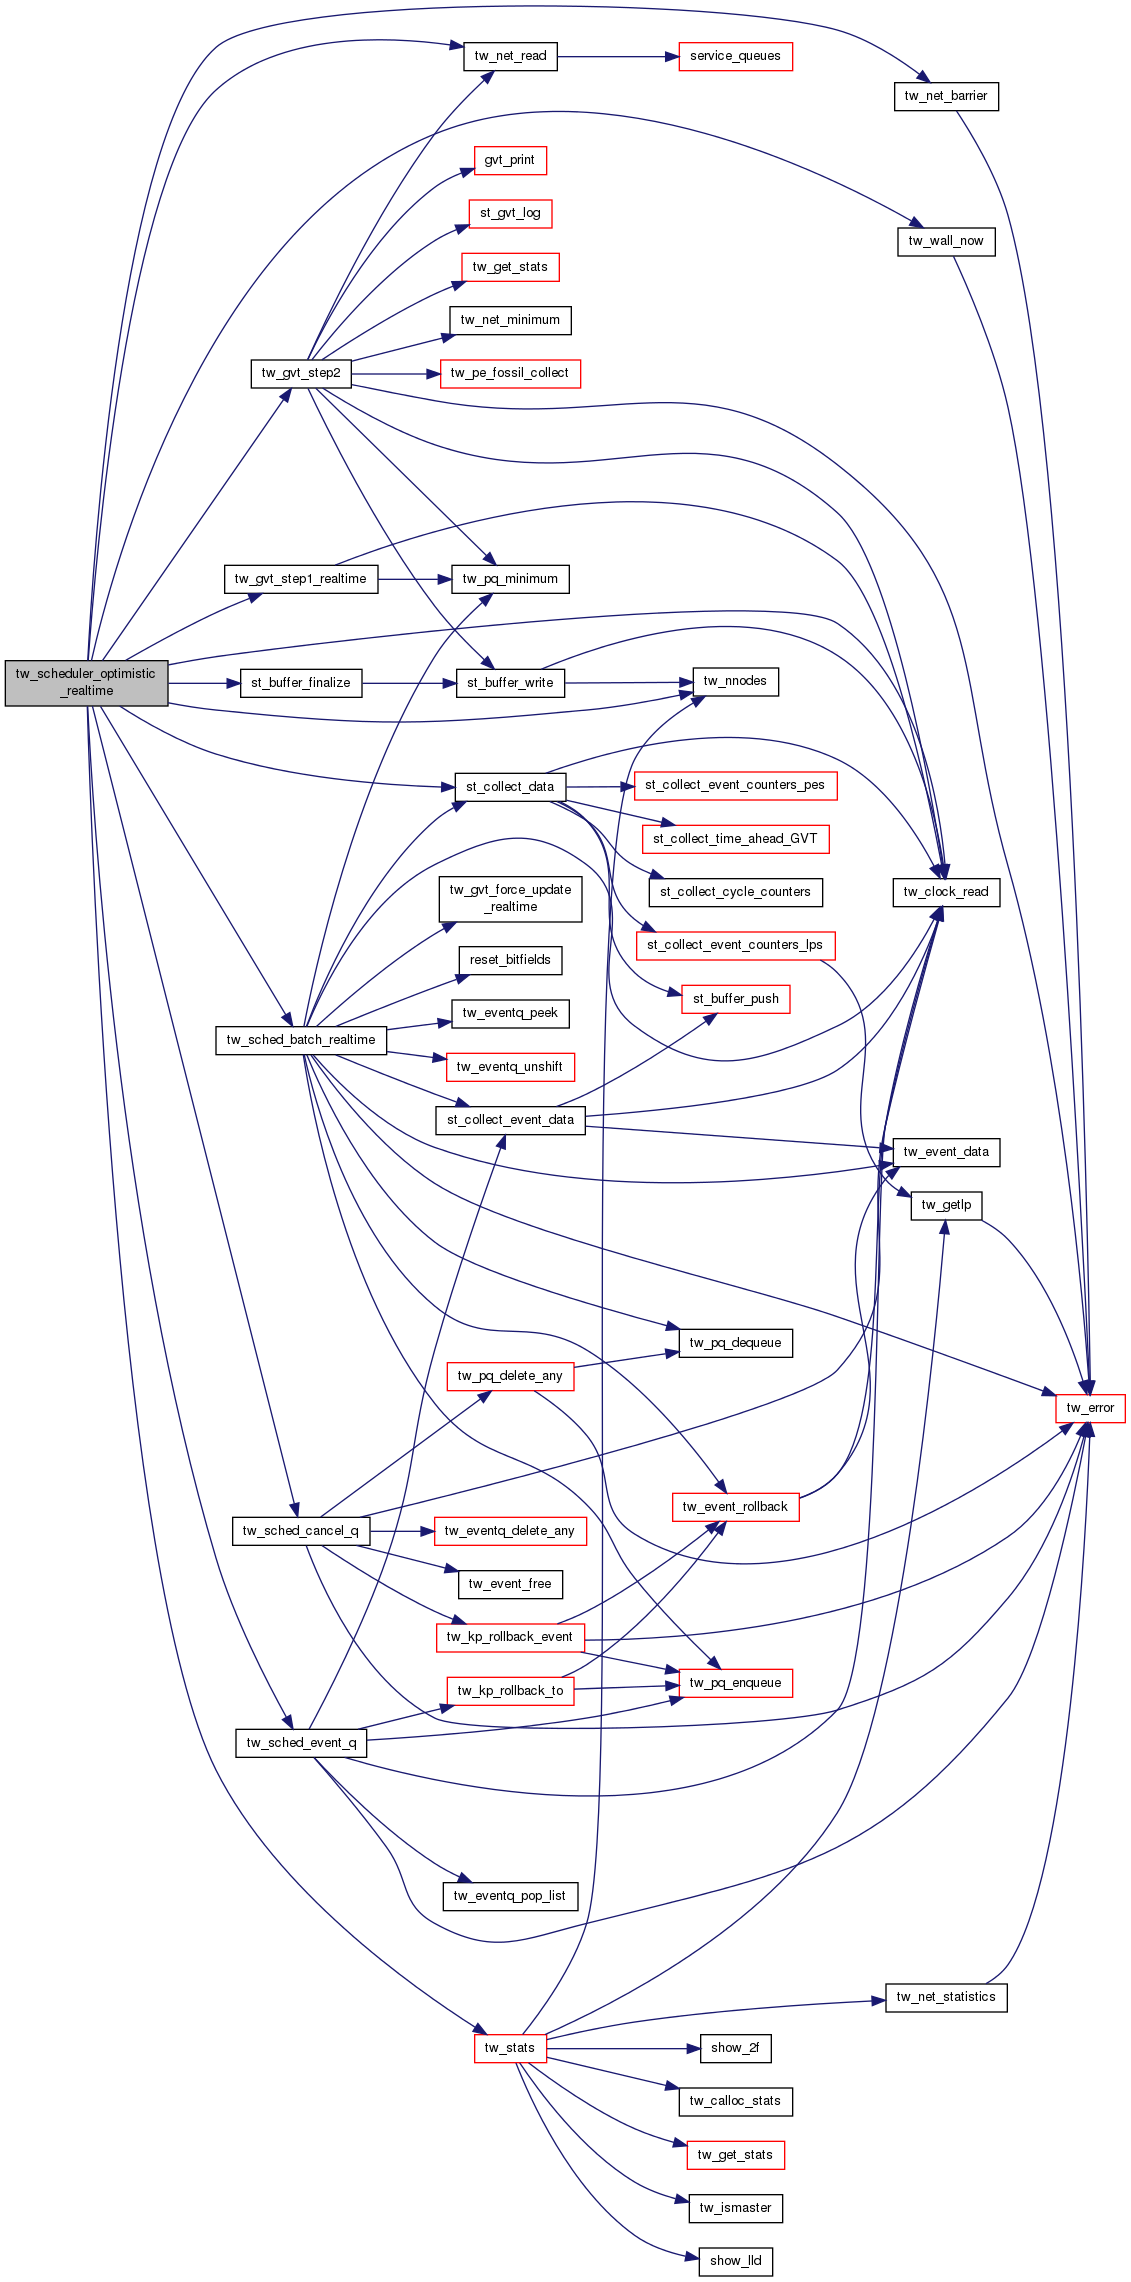 tw_net_read
service_queues
tw_net_barrier
gvt_print
st_gvt_log
tw_wall_now
tw_get_stats
tw_net_minimum
tw_gvt_step2
tw_pe_fossil_collect
tw_gvt_step1_realtime
tw_pq_minimum
tw_scheduler_optimistic
_realtime
st_buffer_finalize
st_buffer_write
tw_nnodes
st_collect_data
st_collect_event_counters_pes
st_collect_time_ahead_GVT
tw_gvt_force_update
_realtime
st_collect_cycle_counters
tw_clock_read
st_collect_event_counters_lps
reset_bitfields
st_buffer_push
tw_eventq_peek
tw_sched_batch_realtime
tw_eventq_unshift
st_collect_event_data
tw_event_data
tw_getlp
tw_pq_dequeue
tw_pq_delete_any
tw_error
tw_event_rollback
tw_sched_cancel_q
tw_eventq_delete_any
tw_event_free
tw_kp_rollback_event
tw_kp_rollback_to
tw_pq_enqueue
tw_sched_event_q
tw_eventq_pop_list
tw_net_statistics
tw_stats
show_2f
tw_calloc_stats
tw_get_stats
tw_ismaster
show_lld